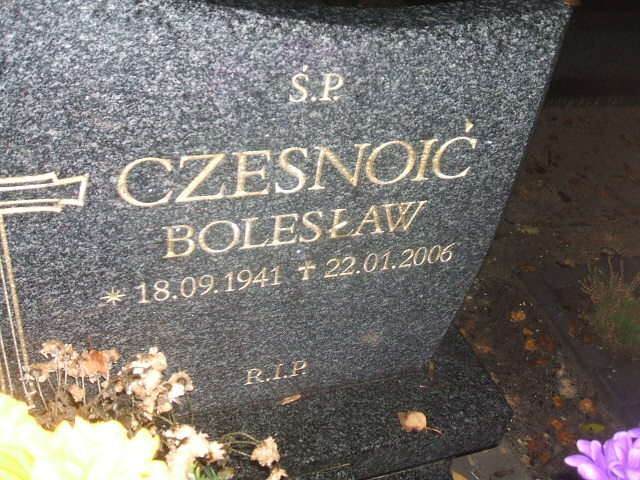 Ś.P.
CZESNOIĆ
BOLESŁAW
* 18.09.1941 ✝ 22.01.2006
R.I.P.